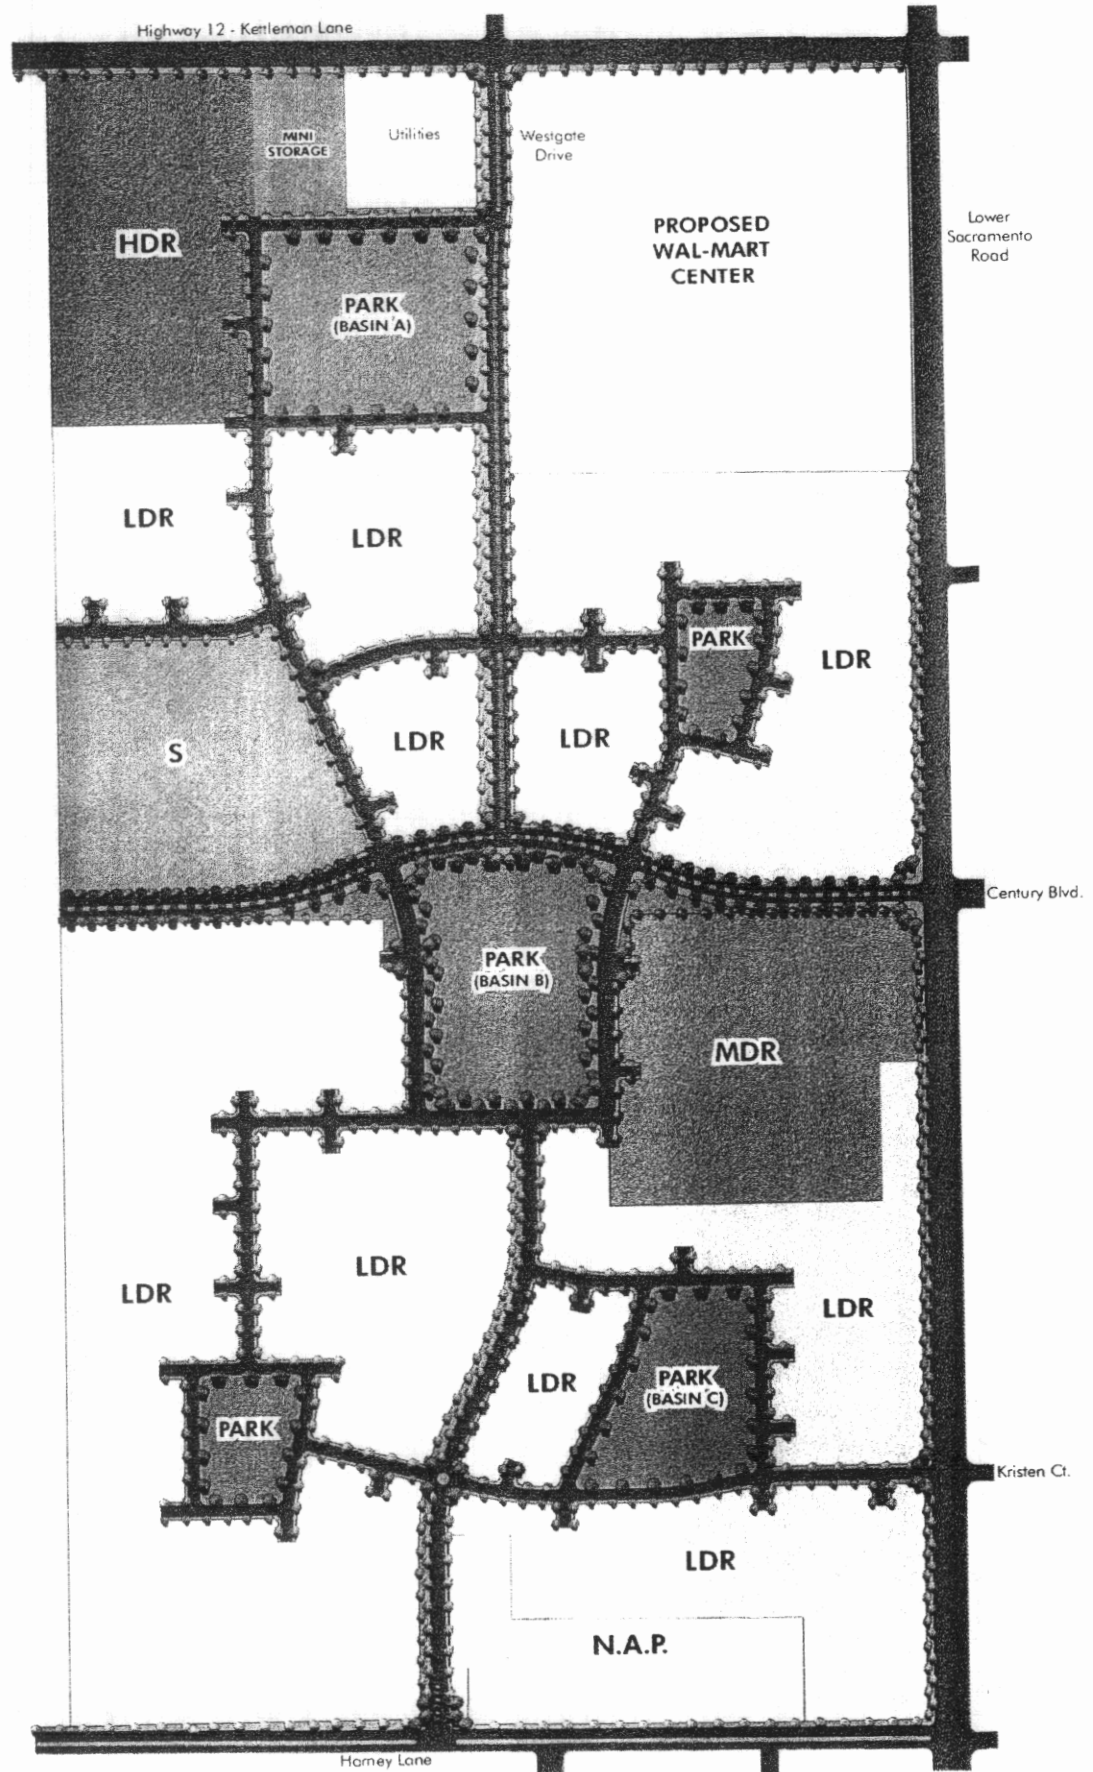 Highway 12 - Kettleman Lane
MINI
STORAGE
Utilities
Westgate
Drive
PROPOSED
WAL-MART
CENTER
Lower
Sacramento
Road
HDR
PARK
(BASIN A)
LDR
LDR
PARK
LDR
S
LDR
LDR
Century Blvd.
PARK
(BASIN B)
MDR
LDR
LDR
LDR
LDR
PARK
(BASIN C)
PARK
Kristen Ct.
LDR
N.A.P.
Harney Lane